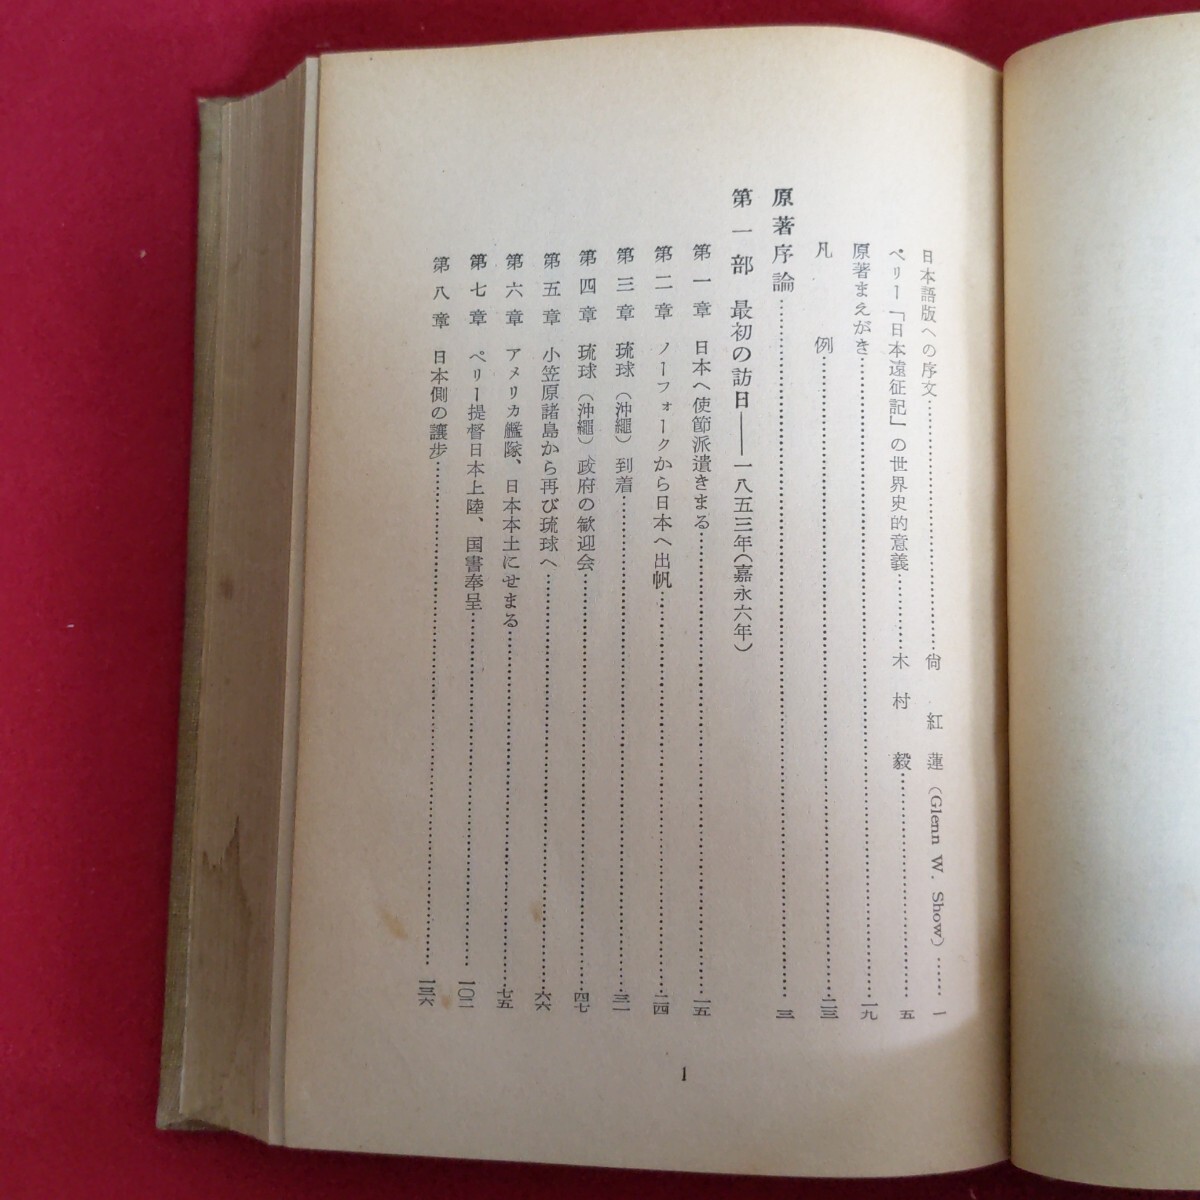 日本語版への序文…………尙 紅 蓮(Glenn W. Show)……一
ペリー「日本遠征記」の世界史的意義…………木 村 毅…………五
原著まえがき…………一九
凡 例…………二三
原著序論…………三
第一部 最初の訪日――一八五三年(嘉永六年)
第一章 日本へ使節派遣きまる…………一五
第二章 ノーフォークから日本へ出帆…………二四
第三章 琉球(沖繩)到着…………三一
第四章 琉球(沖繩)政府の歓迎会…………四七
第五章 小笠原諸島から再び琉球へ…………六六
第六章 アメリカ艦隊、日本本土にせまる…………七五
第七章 ペリー提督日本上陸、国書奉呈…………一〇二
第八章 日本側の譲歩…………一三六
1